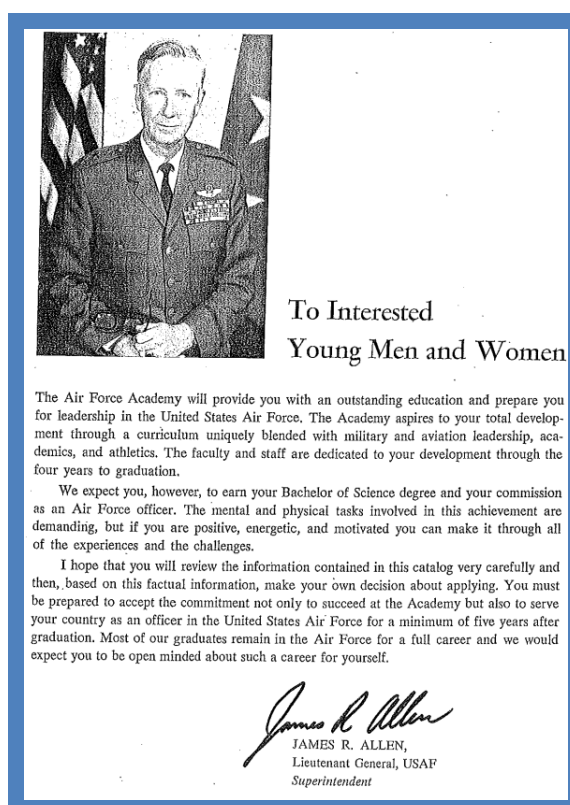 To Interested
Young Men and Women
The Air Force Academy will provide you with an outstanding education and prepare you
for leadership in the United States Air Force. The Academy aspires to your total develop-
ment through a curriculum uniquely blended with military and aviation leadership, aca-
demics, and athletics. The faculty and staff are dedicated to your development through the
four years to graduation.
We expect you, however, to earn your Bachelor of Science degree and your commission
as an Air Force officer. The mental and physical tasks involved in this achievement are
demanding, but if you are positive, energetic, and motivated you can make it through all
of the experiences and the challenges.
I hope that you will review the information contained in this catalog very carefully and
then, based on this factual information, make your own decision about applying. You must
be prepared to accept the commitment not only to succeed at the Academy but also to serve
your country as an officer in the United States Air Force for a minimum of five years after
graduation. Most of our graduates remain in the Air Force for a full career and we would
expect you to be open minded about such a career for yourself.
James R Allen
JAMES R. ALLEN,
Lieutenant General, USAF
Superintendent